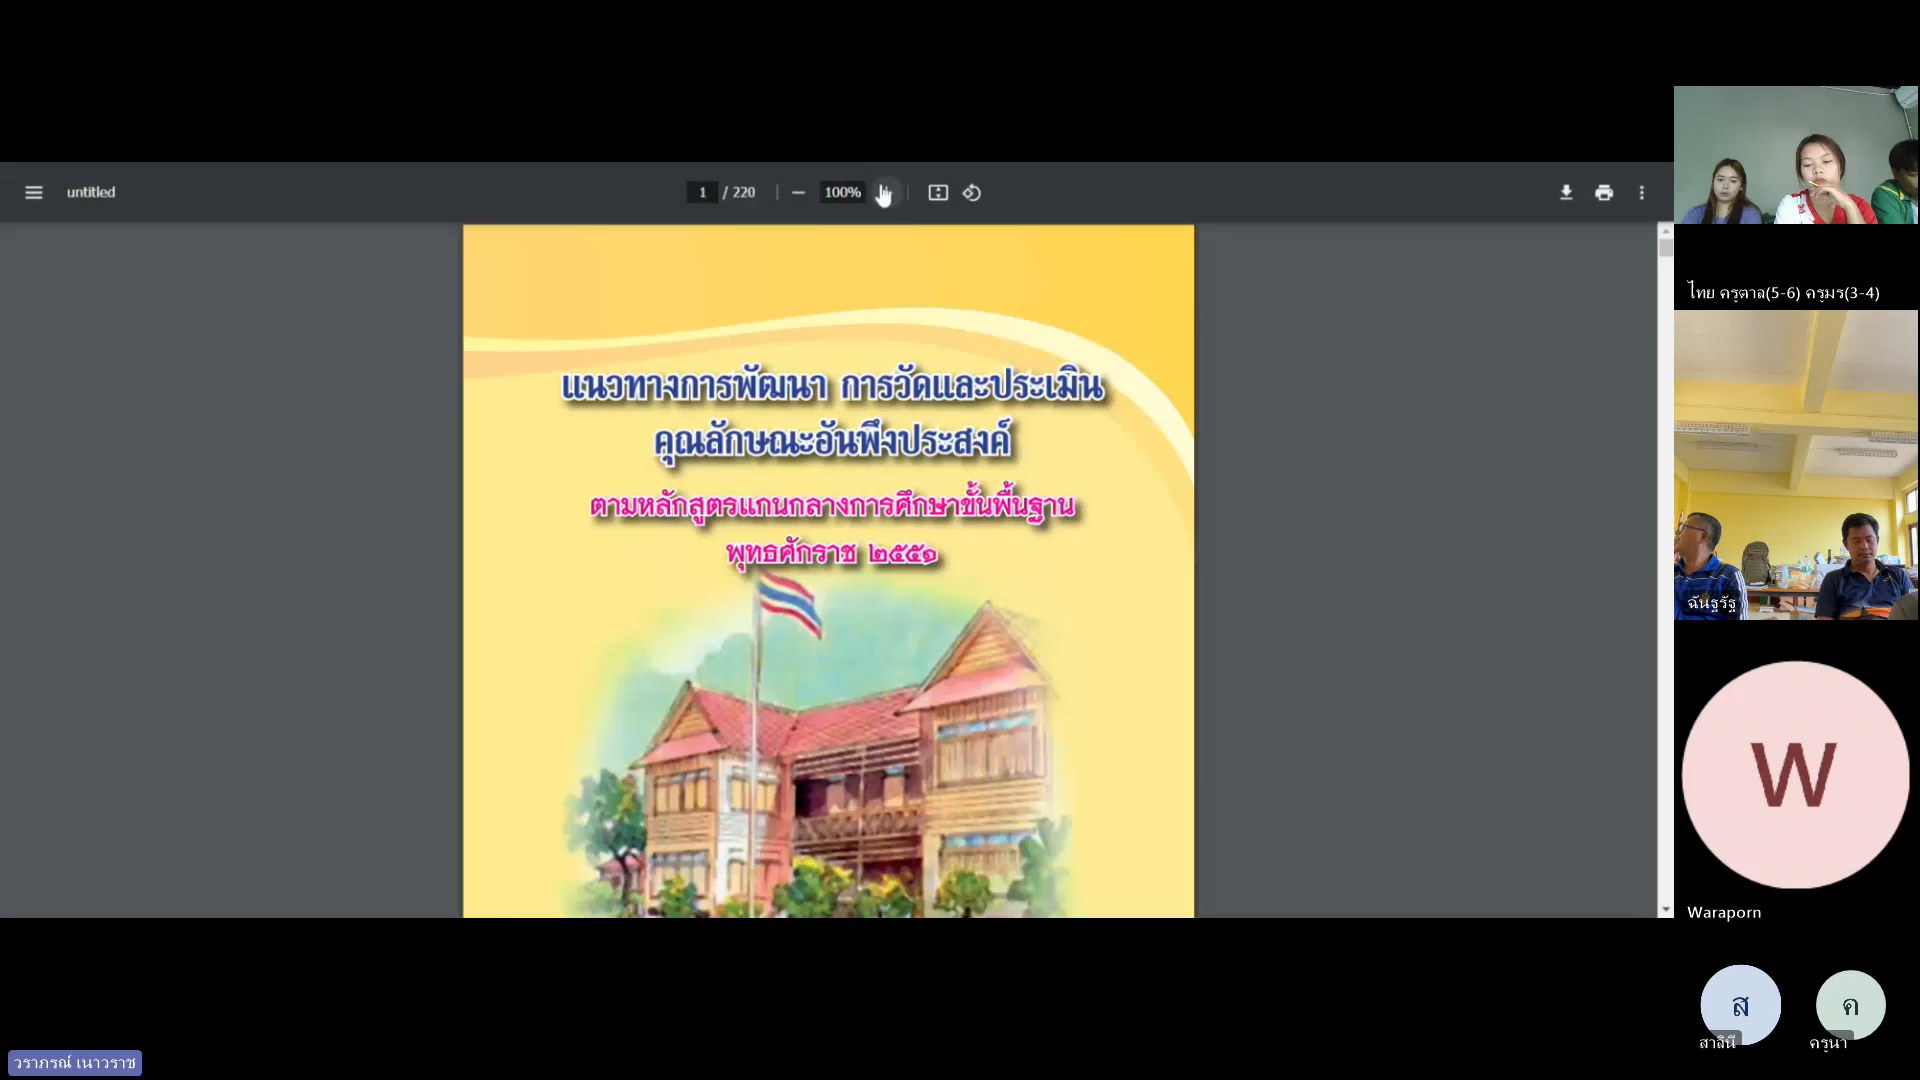 untitled
1 / 220
100%
แนวทางการพัฒนา การวัดและประเมิน
คุณลักษณะอันพึงประสงค์
ตามหลักสูตรแกนกลางการศึกษาขั้นพื้นฐาน
พุทธศักราช ๒๕๕๑
ไทย ครูตาล(5-6) ครูมร(3-4)
ฉันฐรัฐ
W
Waraporn
ส
ค
สาลินี
ครูนา
วราภรณ์ เนาวราช